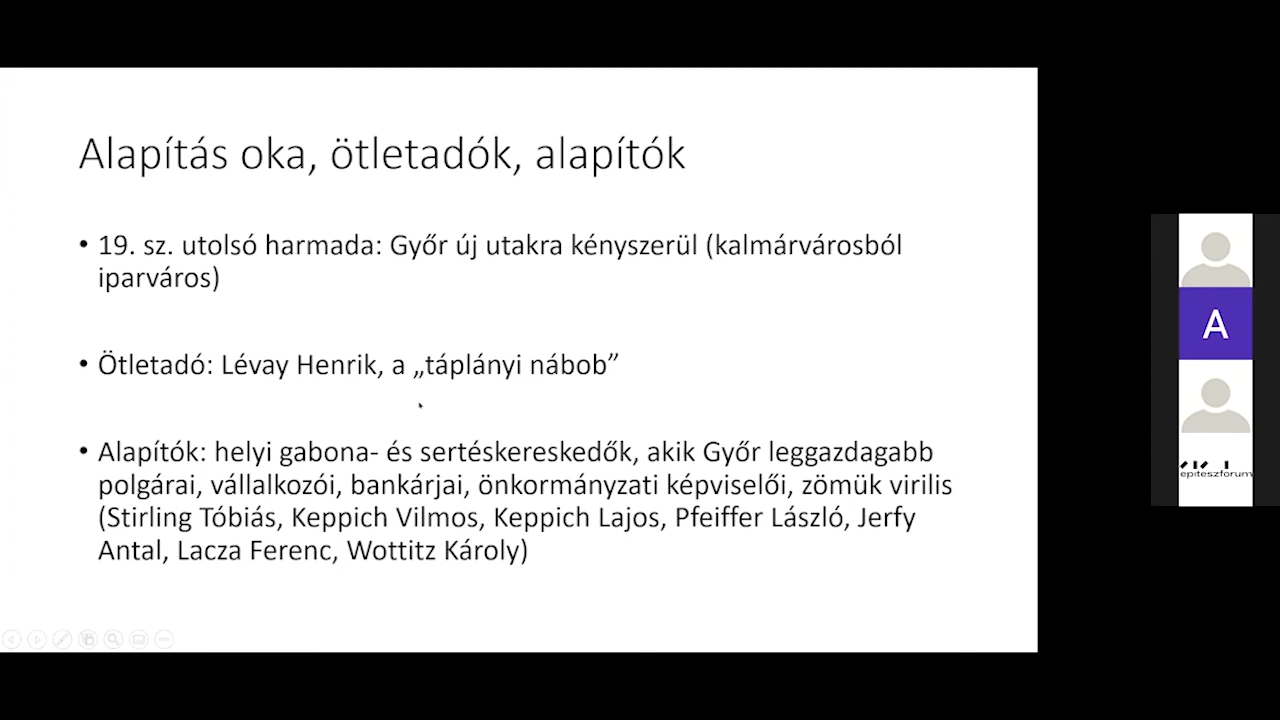 Alapítás oka, ötletadók, alapítók
• 19. sz. utolsó harmada: Győr új utakra kényszerül (kalmárvárosból
iparváros)
• Ötletadó: Lévay Henrik, a „táplányi nábob”
• Alapítók: helyi gabona- és sertéskereskedők, akik Győr leggazdagabb
polgárai, vállalkozói, bankárjai, önkormányzati képviselői, zömük virilis
(Stirling Tóbiás, Keppich Vilmos, Keppich Lajos, Pfeiffer László, Jerfy
Antal, Lacza Ferenc, Wottitz Károly)
A
epiteszforum